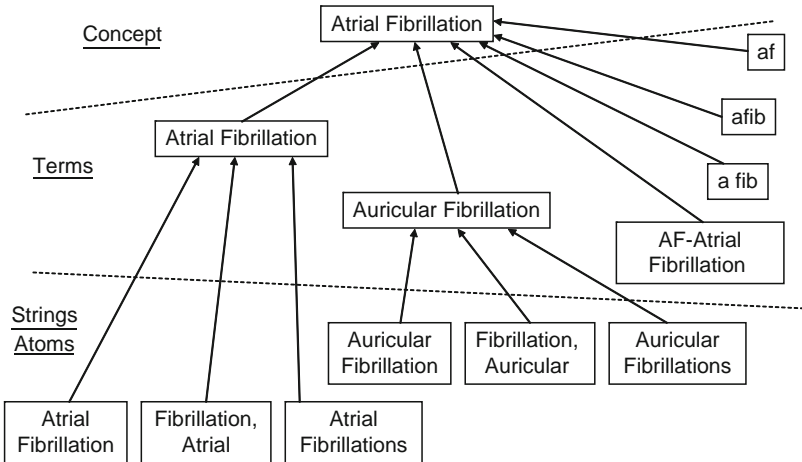 Concept
Atrial Fibrillation
af
afib
a fib
Terms
Atrial Fibrillation
Auricular Fibrillation
AF-Atrial
Fibrillation
Strings
Atoms
Auricular
Fibrillation
Fibrillation,
Auricular
Auricular
Fibrillations
Atrial
Fibrillation
Fibrillation,
Atrial
Atrial
Fibrillations